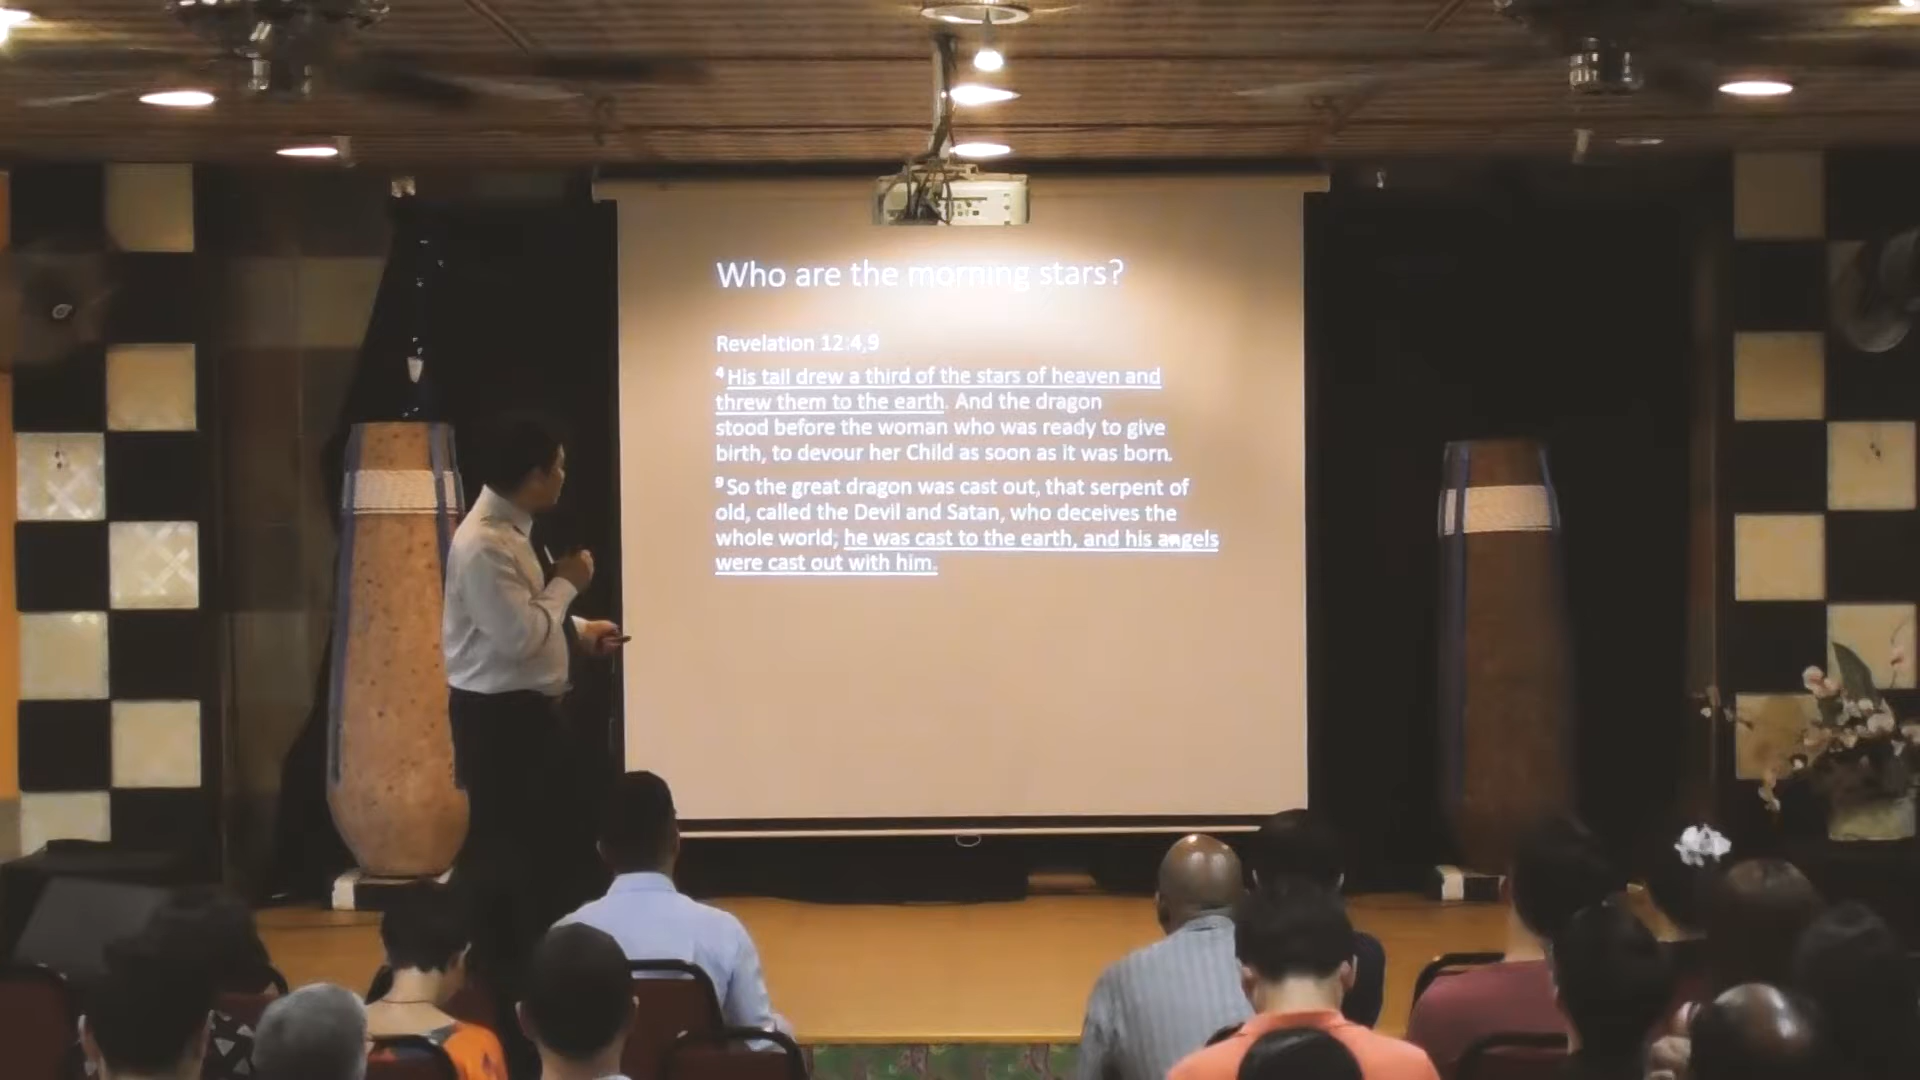 Who are the morning stars?
Revelation 12:4,9
4 His tail drew a third of the stars of heaven and
threw them to the earth. And the dragon
stood before the woman who was ready to give
birth, to devour her Child as soon as it was born.
9 So the great dragon was cast out, that serpent of
old, called the Devil and Satan, who deceives the
whole world; he was cast to the earth, and his angels
were cast out with him.